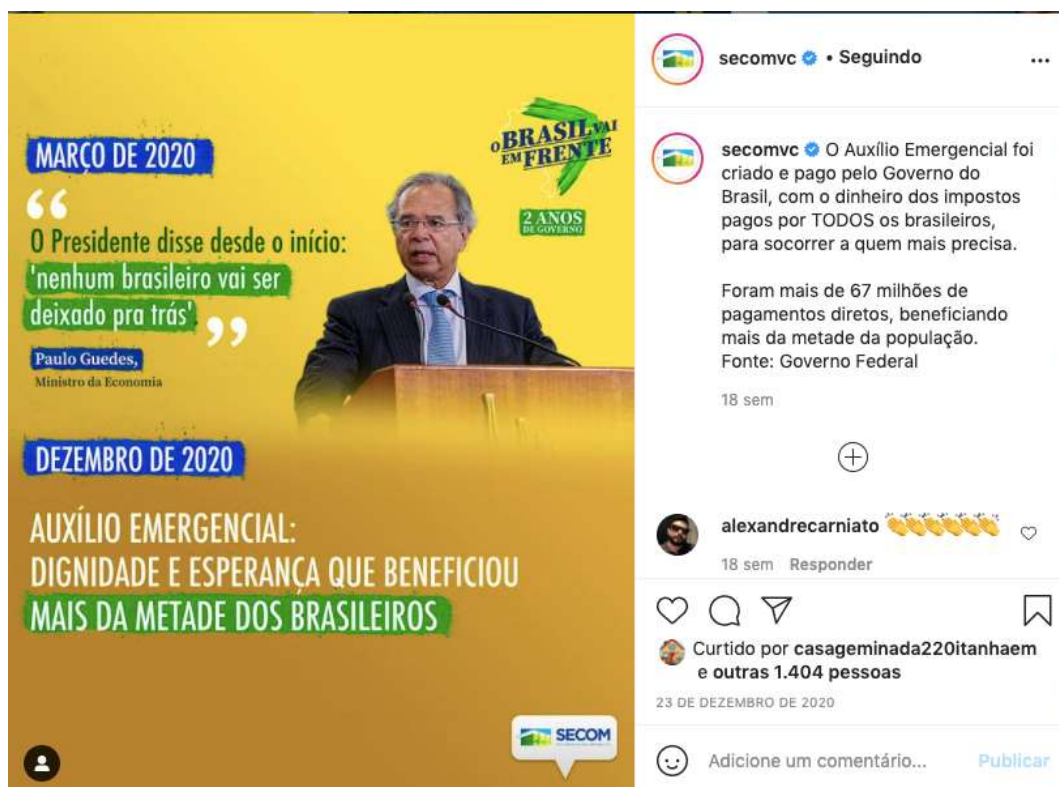 MARÇO DE 2020
“
O Presidente disse desde o início:
'nenhum brasileiro vai ser
deixado pra trás'
”
Paulo Guedes,
Ministro da Economia
O BRASIL VAI
EM FRENTE
2 ANOS
DE GOVERNO
DEZEMBRO DE 2020
AUXÍLIO EMERGENCIAL:
DIGNIDADE E ESPERANÇA QUE BENEFICIOU
MAIS DA METADE DOS BRASILEIROS
SECOM
secomvc • Seguindo
...
secomvc O Auxílio Emergencial foi
criado e pago pelo Governo do
Brasil, com o dinheiro dos impostos
pagos por TODOS os brasileiros,
para socorrer a quem mais precisa.
Foram mais de 67 milhões de
pagamentos diretos, beneficiando
mais da metade da população.
Fonte: Governo Federal
18 sem
alexandrecarniato 👏👏👏👏👏👏
18 sem Responder
Curtido por casageminada220itanhaem
e outras 1.404 pessoas
23 DE DEZEMBRO DE 2020
Adicione um comentário... Publicar